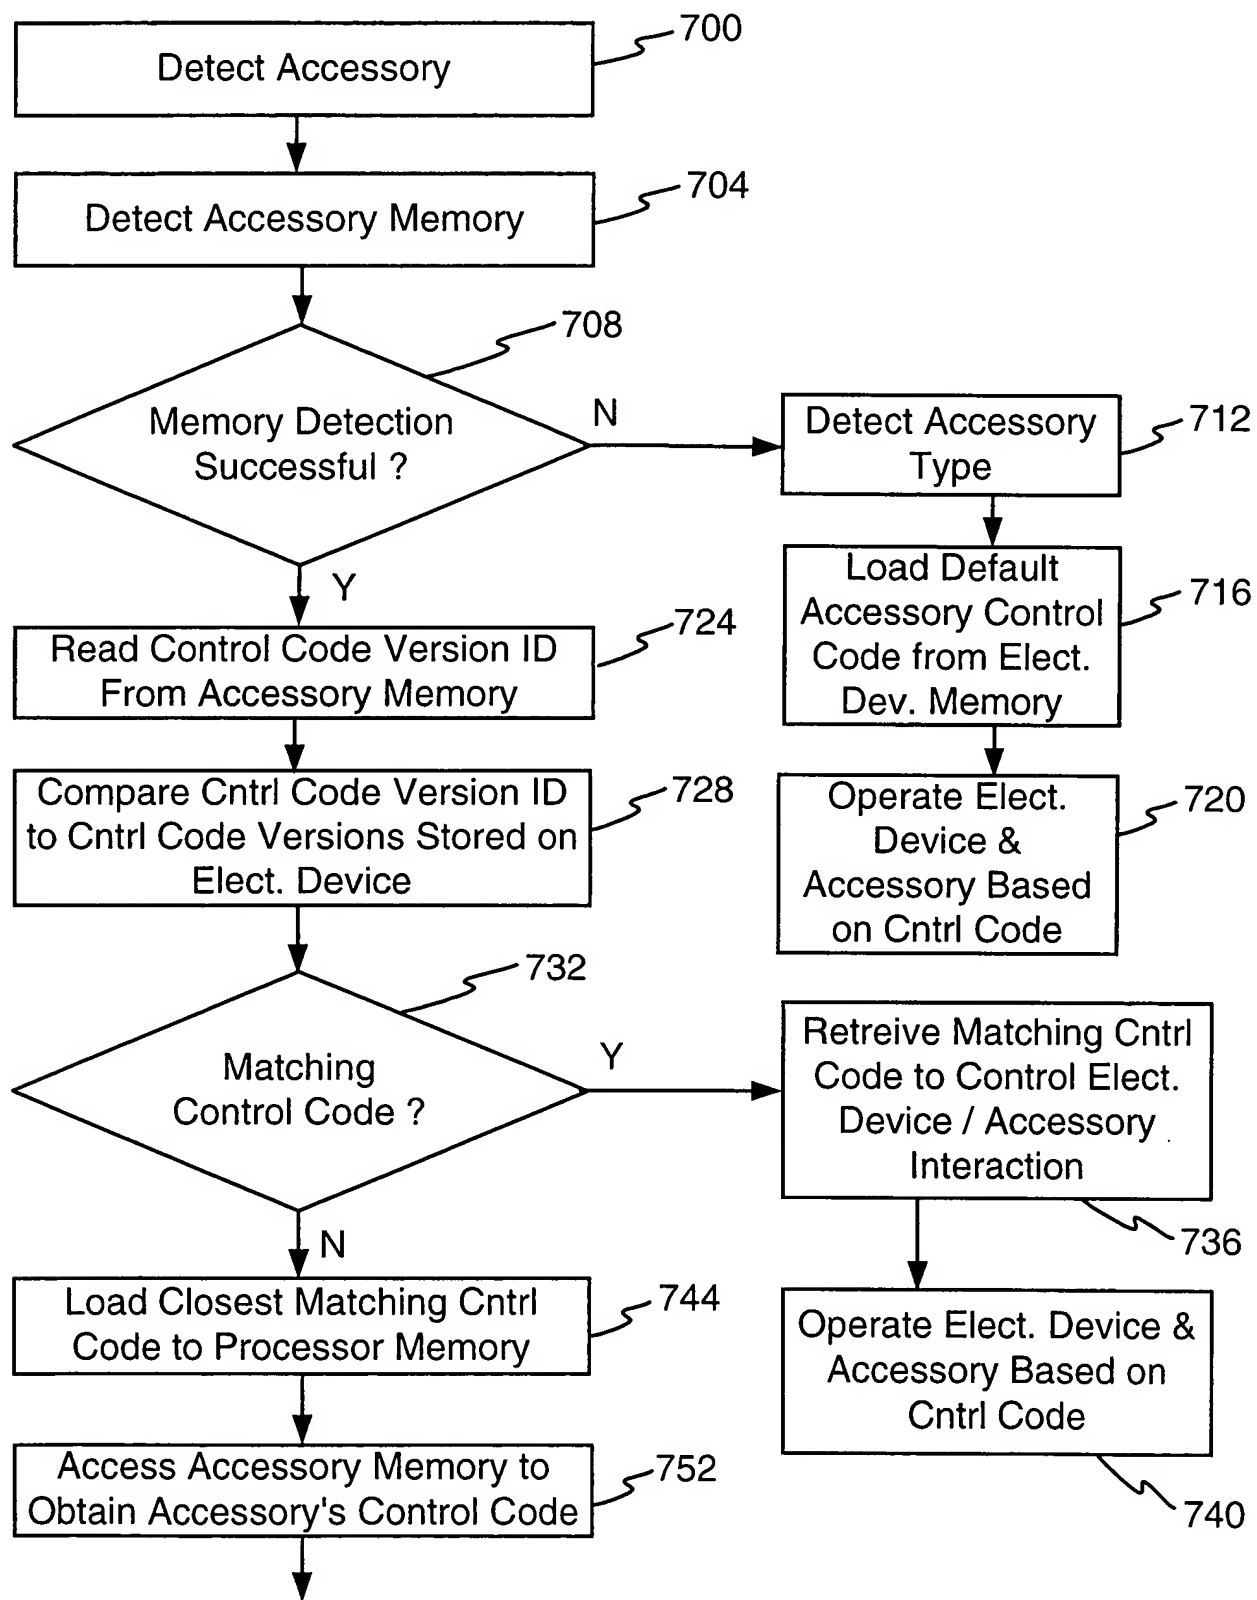 Detect Accessory
700
Detect Accessory Memory
704
708
Memory Detection
Successful ?
N
Y
Detect Accessory
Type
712
Load Default
Accessory Control
Code from Elect.
Dev. Memory
716
Operate Elect.
Device &
Accessory Based
on Cntrl Code
720
Read Control Code Version ID
From Accessory Memory
724
Compare Cntrl Code Version ID
to Cntrl Code Versions Stored on
Elect. Device
728
732
Matching
Control Code ?
Y
N
Retreive Matching Cntrl
Code to Control Elect.
Device / Accessory
Interaction
736
Operate Elect. Device &
Accessory Based on
Cntrl Code
740
Load Closest Matching Cntrl
Code to Processor Memory
744
Access Accessory Memory to
Obtain Accessory's Control Code
752